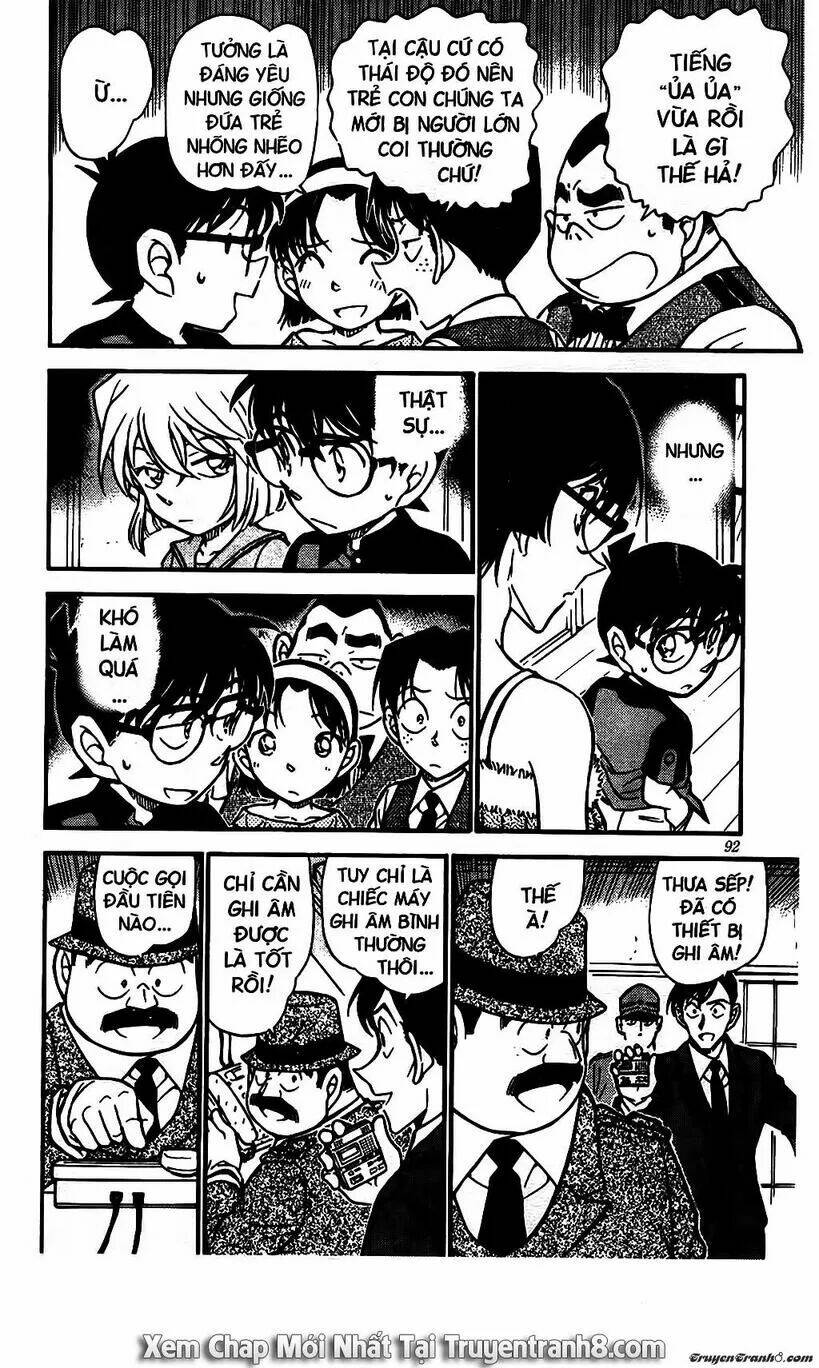 TIẾNG
"ỦA ỦA"
VỪA RỒI
LÀ GÌ
THẾ HẢ!
TẠI CẬU CỨ CÓ
THÁI ĐỘ ĐÓ NÊN
TRẺ CON CHÚNG TA
MỚI BỊ NGƯỜI LỚN
COI THƯỜNG
CHỨ!
TƯỞNG LÀ
ĐÁNG YÊU
NHƯNG GIỐNG
ĐỨA TRẺ
NHÕNG NHẼO
HƠN ĐẤY...
Ừ...
NHƯNG
...
THẬT
SỰ...
KHÓ
LÀM
QUÁ
...
92
THƯA SẾP!
ĐÃ CÓ
THIẾT BỊ
GHI ÂM!
THẾ
À!
TUY CHỈ LÀ
CHIẾC MÁY
GHI ÂM BÌNH
THƯỜNG
THÔI...
CHỈ CẦN
GHI ÂM
ĐƯỢC
LÀ TỐT
RỒI!
CUỘC GỌI
ĐẦU TIÊN
NÀO...
Xem Chap Mới Nhất Tại Truyentranh8.com
TruyenTranh8.com